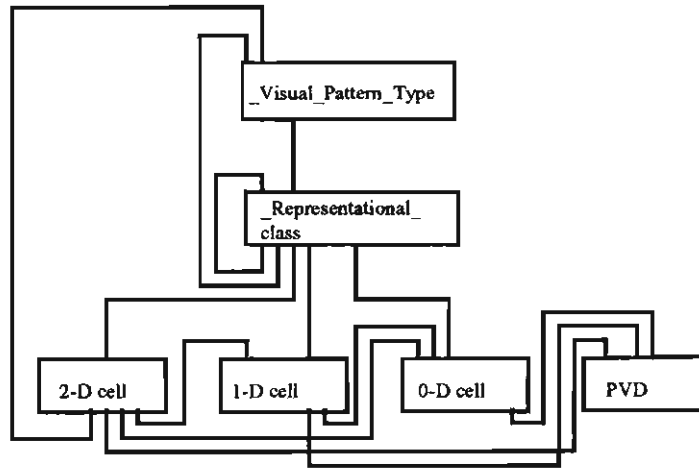 _Visual_Pattern_Type
_Representational_
class
2-D cell
1-D cell
0-D cell
PVD